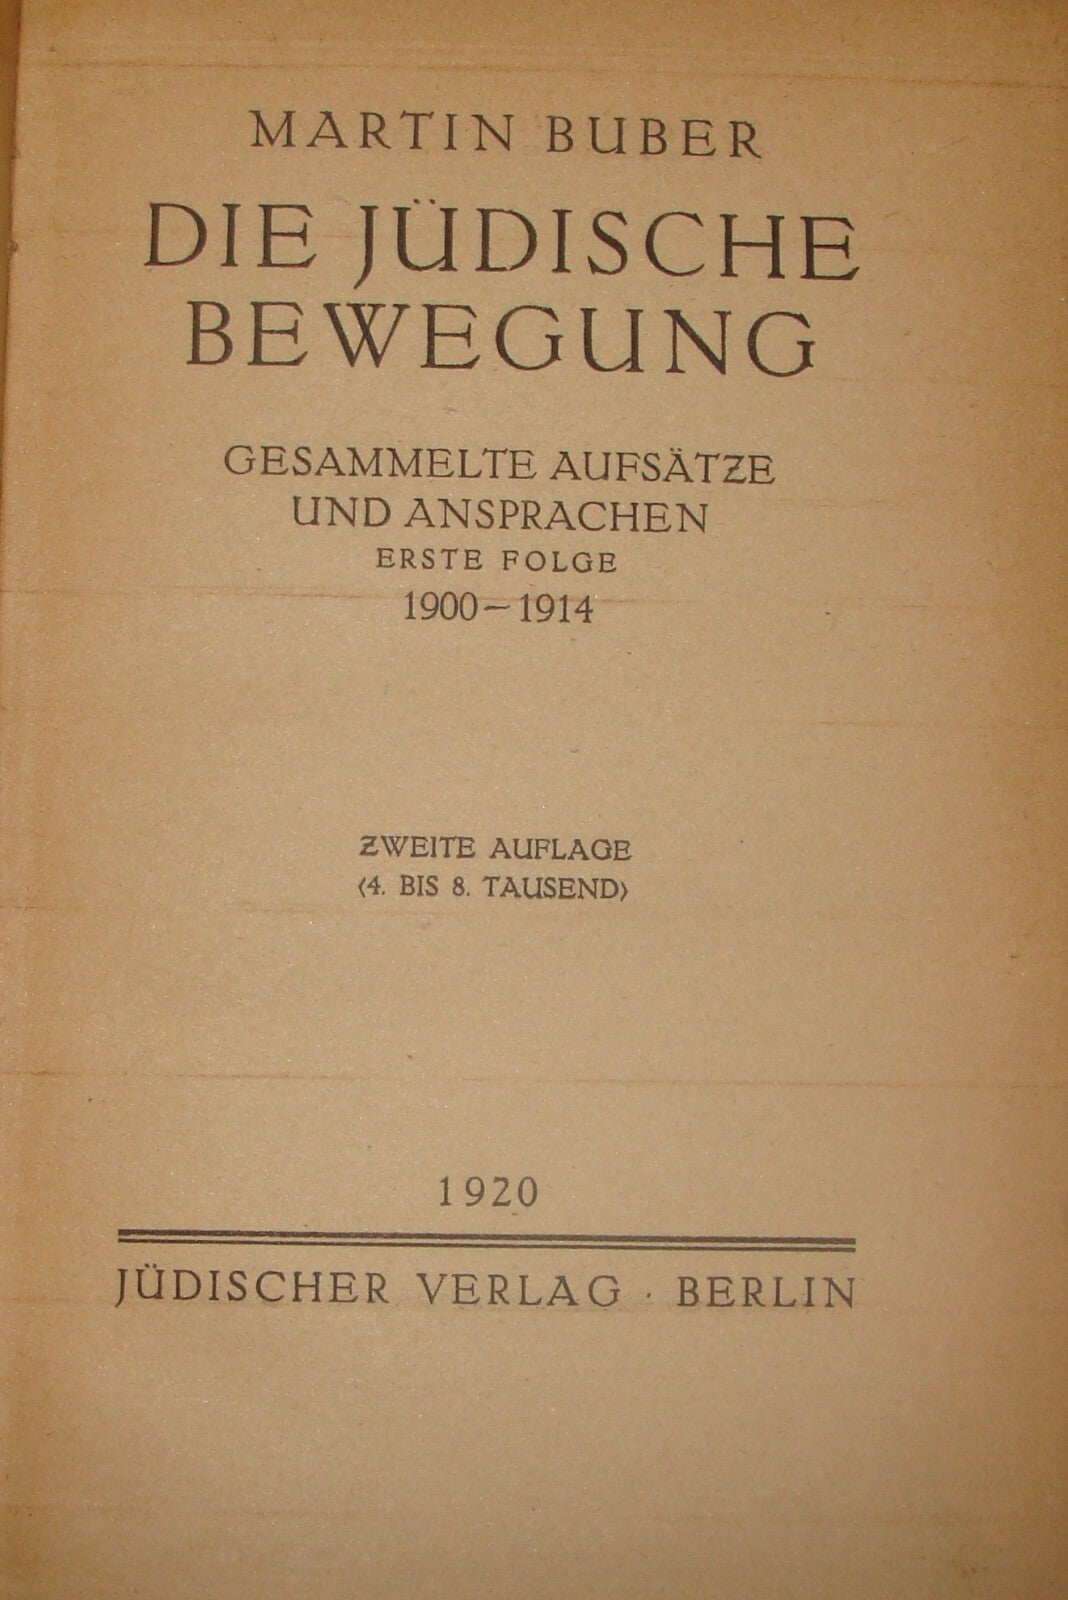 MARTIN BUBER
DIE JÜDISCHE
BEWEGUNG
GESAMMELTE AUFSÄTZE
UND ANSPRACHEN
ERSTE FOLGE
1900–1914
ZWEITE AUFLAGE
⟨4. BIS 8. TAUSEND⟩
1920
JÜDISCHER VERLAG · BERLIN